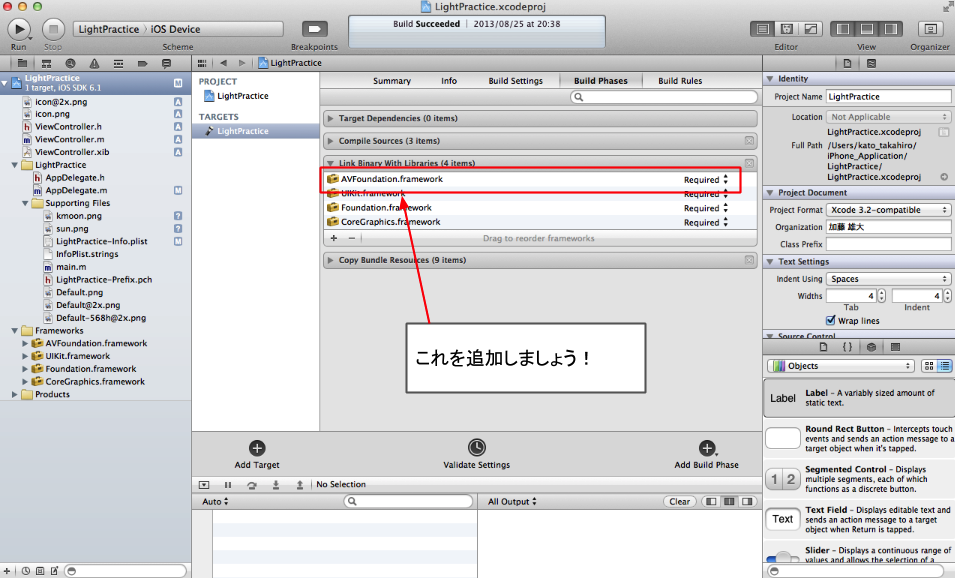 LightPractice.xcodeproj
Run
Stop
LightPractice 〉iOS Device
Scheme
Breakpoints
Build Succeeded | 2013/08/25 at 20:38
Editor
View
Organizer
LightPractice
1 target, iOS SDK 6.1
M
icon@2x.png
A
icon.png
A
ViewController.h
A
ViewController.m
A
ViewController.xib
A
LightPractice
AppDelegate.h
AppDelegate.m
M
Supporting Files
kmoon.png
?
sun.png
?
LightPractice-Info.plist
M
InfoPlist.strings
main.m
LightPractice-Prefix.pch
Default.png
Default@2x.png
Default-568h@2x.png
Frameworks
AVFoundation.framework
UIKit.framework
Foundation.framework
CoreGraphics.framework
Products
LightPractice
PROJECT
LightPractice
TARGETS
LightPractice
Summary
Info
Build Settings
Build Phases
Build Rules
Target Dependencies (0 items)
Compile Sources (3 items)
Link Binary With Libraries (4 items)
AVFoundation.framework
Required
UIKit.framework
Required
Foundation.framework
Required
CoreGraphics.framework
Required
+ −
Drag to reorder frameworks
Copy Bundle Resources (9 items)
これを追加しましょう！
Add Target
Validate Settings
Add Build Phase
No Selection
Auto
All Output
Clear
Identity
Project Name LightPractice
Location Not Applicable
LightPractice.xcodeproj
Full Path /Users/
kato_takahiro/
iPhone_Application/
LightPractice/
LightPractice.xcodeproj
Project Document
Project Format Xcode 3.2-compatible
Organization 加藤 雄大
Class Prefix
Text Settings
Indent Using Spaces
Widths 4 4
Tab Indent
Wrap lines
Source Control
Objects
Label
Label – A variably sized amount of
static text.
Round Rect Button – Intercepts touch
events and sends an action message to a
target object when it's tapped.
1 2
Segmented Control – Displays
multiple segments, each of which
functions as a discrete button.
Text
Text Field – Displays editable text and
sends an action message to a target
object when Return is tapped.
Slider – Displays a continuous range of
values and allows the selection of a